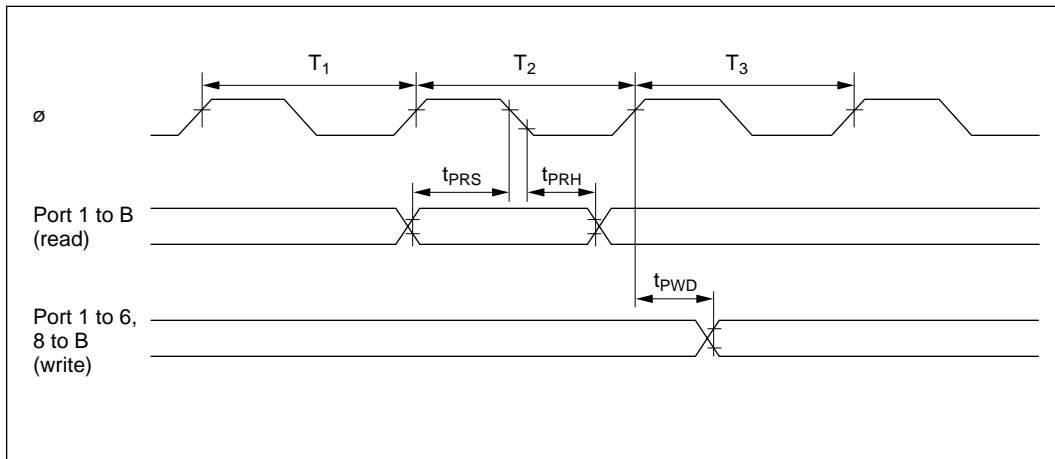 T1 T2 T3
ø
tPRS tPRH
Port 1 to B
(read)
tPWD
Port 1 to 6,
8 to B
(write)